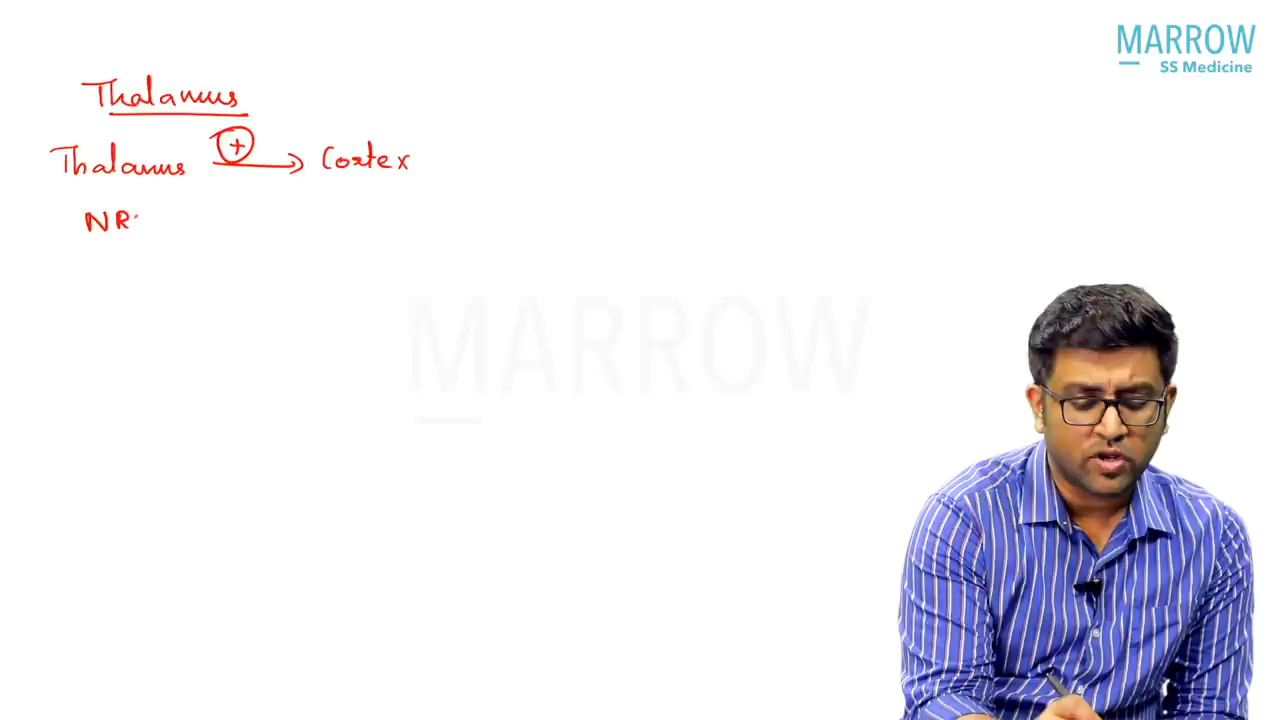 MARROW
SS Medicine
Thalamus
Thalamus + → Cortex
NR
MARROW